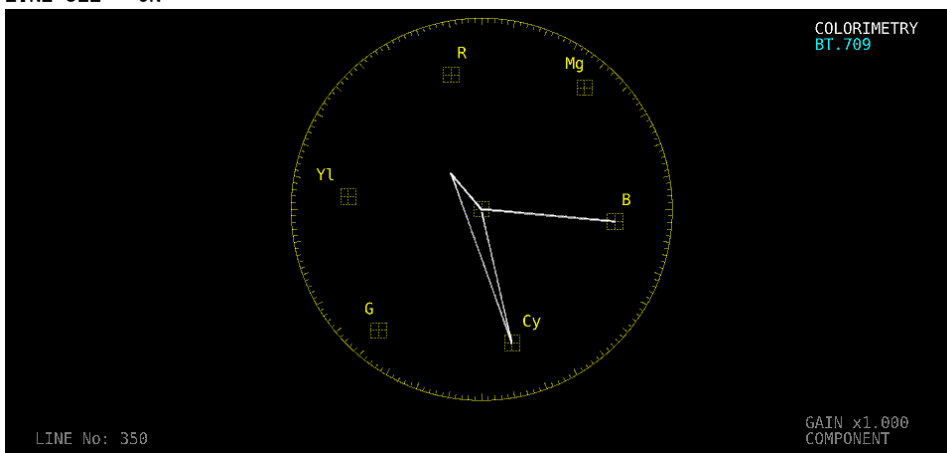 COLORIMETRY
BT.709
R
Mg
Yl
B
G
Cy
LINE No: 350
GAIN x1.000
COMPONENT